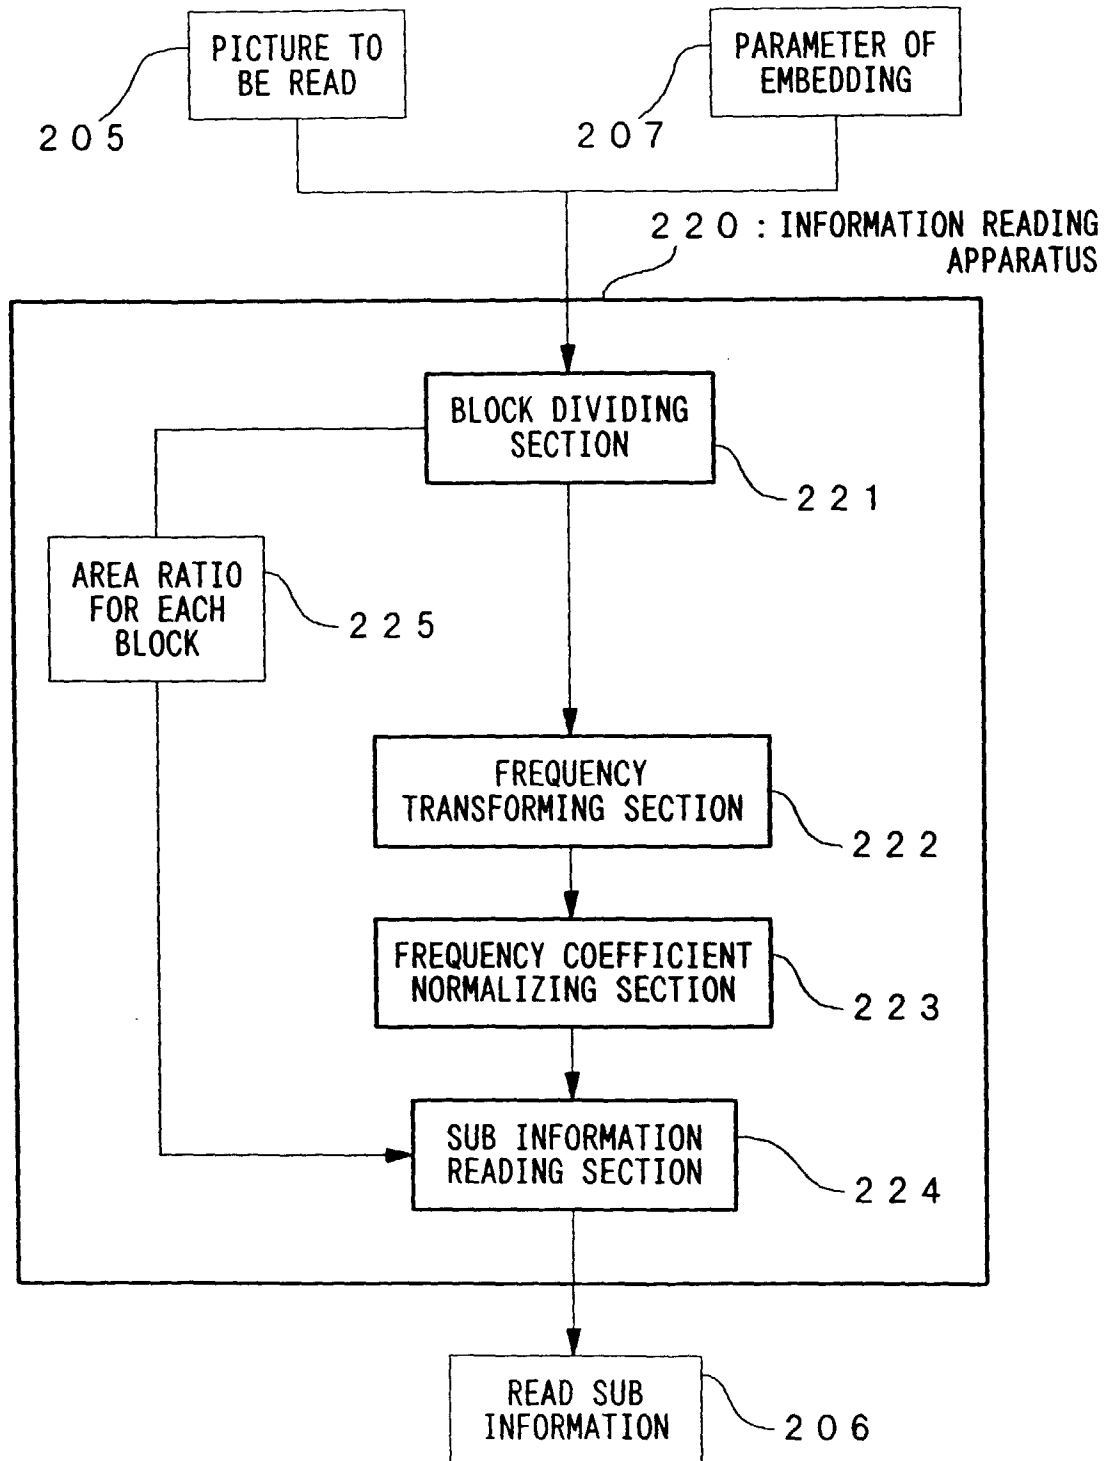 PICTURE TO
BE READ
205
PARAMETER OF
EMBEDDING
207
220 : INFORMATION READING
APPARATUS
BLOCK DIVIDING
SECTION
221
AREA RATIO
FOR EACH
BLOCK
225
FREQUENCY
TRANSFORMING SECTION
222
FREQUENCY COEFFICIENT
NORMALIZING SECTION
223
SUB INFORMATION
READING SECTION
224
READ SUB
INFORMATION
206